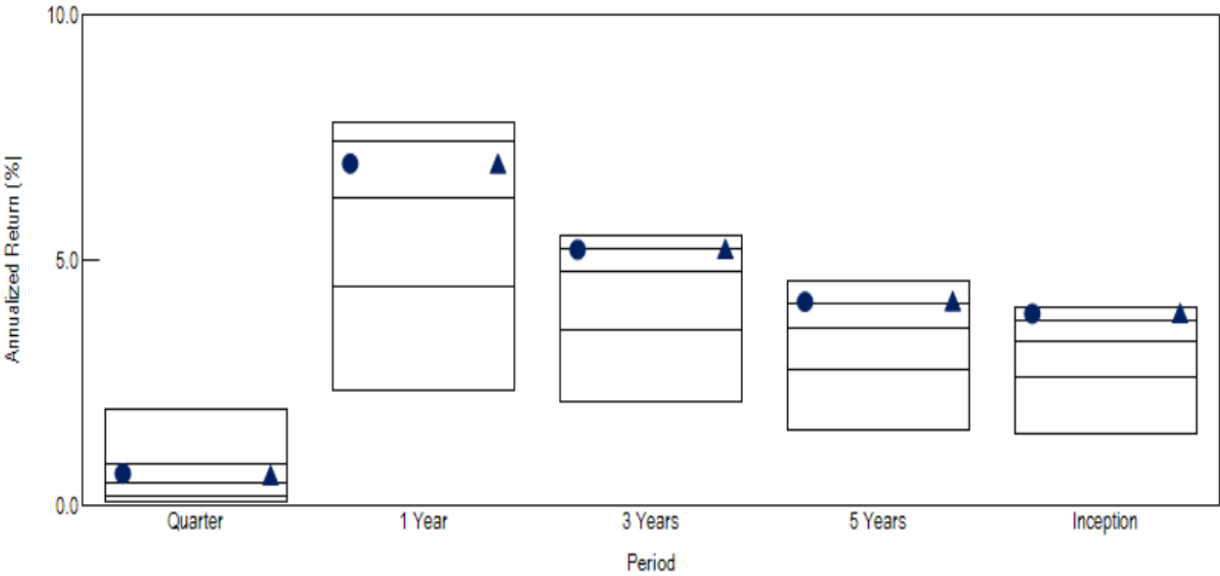 10.0
5.0
0.0
Annualized Return (%)
Quarter
1 Year
3 Years
5 Years
Inception
Period